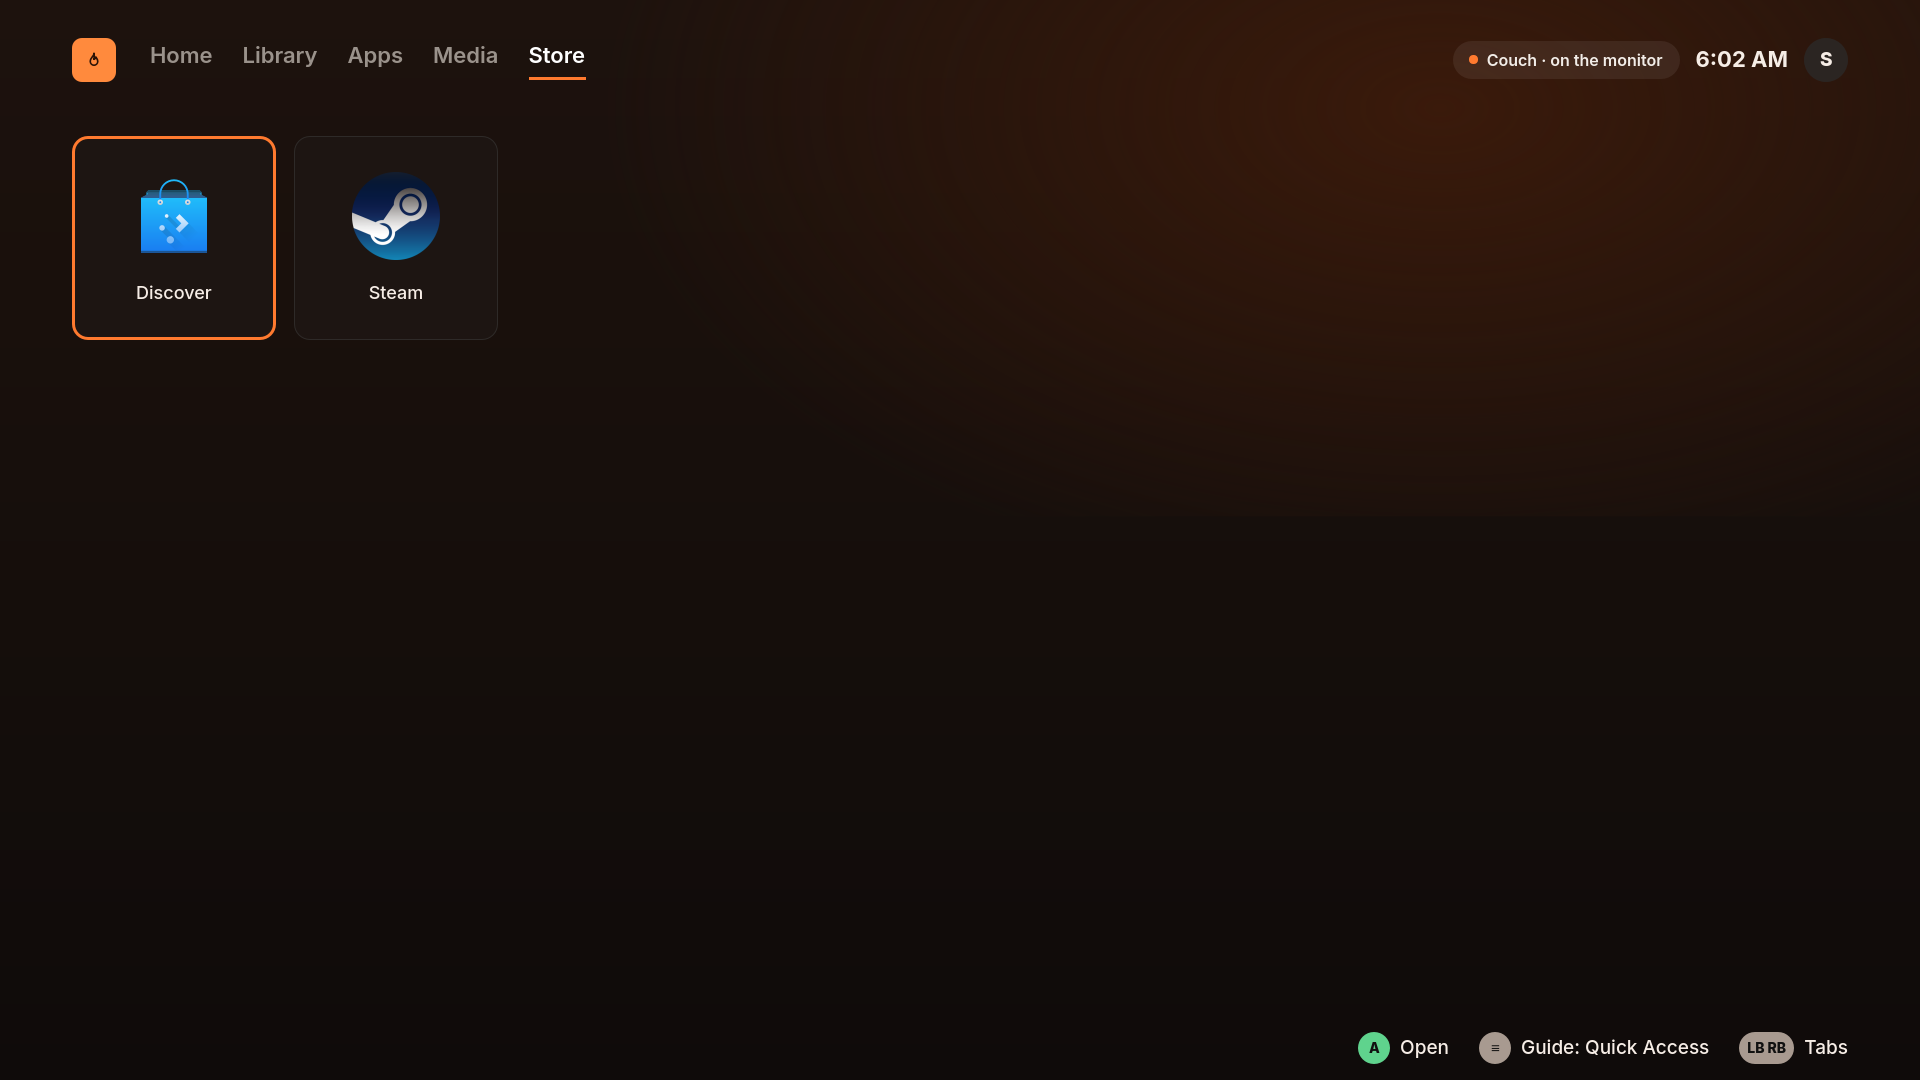 Home Library Apps Media Store
Couch · on the monitor 6:02 AM S
Discover
Steam
A Open ≡ Guide: Quick Access LB RB Tabs